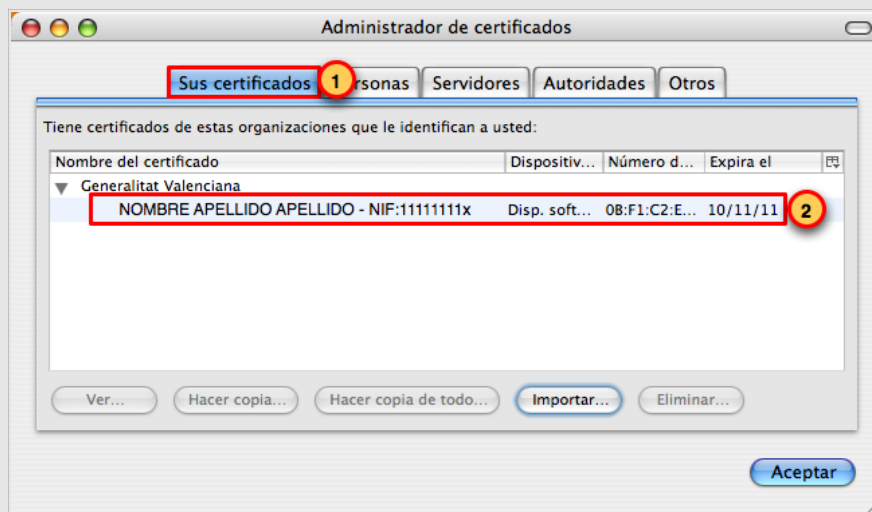 Administrador de certificados
Sus certificados 1 rsonas Servidores Autoridades Otros
Tiene certificados de estas organizaciones que le identifican a usted:
Nombre del certificado Dispositiv... Número d... Expira el
Generalitat Valenciana
NOMBRE APELLIDO APELLIDO - NIF:11111111x Disp. soft... 0B:F1:C2:E... 10/11/11 2
Ver... Hacer copia... Hacer copia de todo... Importar... Eliminar...
Aceptar